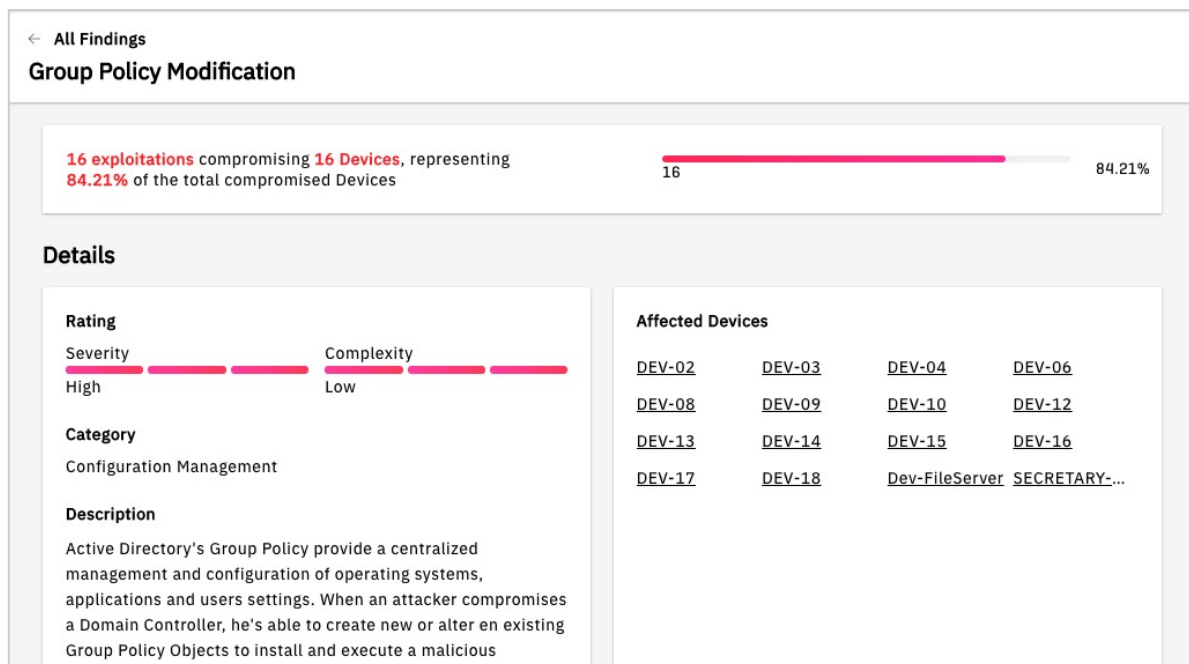 ← All Findings
Group Policy Modification
16 exploitations compromising 16 Devices, representing
84.21% of the total compromised Devices
16
84.21%
Details
Rating
Severity
Complexity
High
Low
Category
Configuration Management
Description
Active Directory's Group Policy provide a centralized
management and configuration of operating systems,
applications and users settings. When an attacker compromises
a Domain Controller, he's able to create new or alter en existing
Group Policy Objects to install and execute a malicious
Affected Devices
DEV-02 DEV-03 DEV-04 DEV-06
DEV-08 DEV-09 DEV-10 DEV-12
DEV-13 DEV-14 DEV-15 DEV-16
DEV-17 DEV-18 Dev-FileServer SECRETARY-...